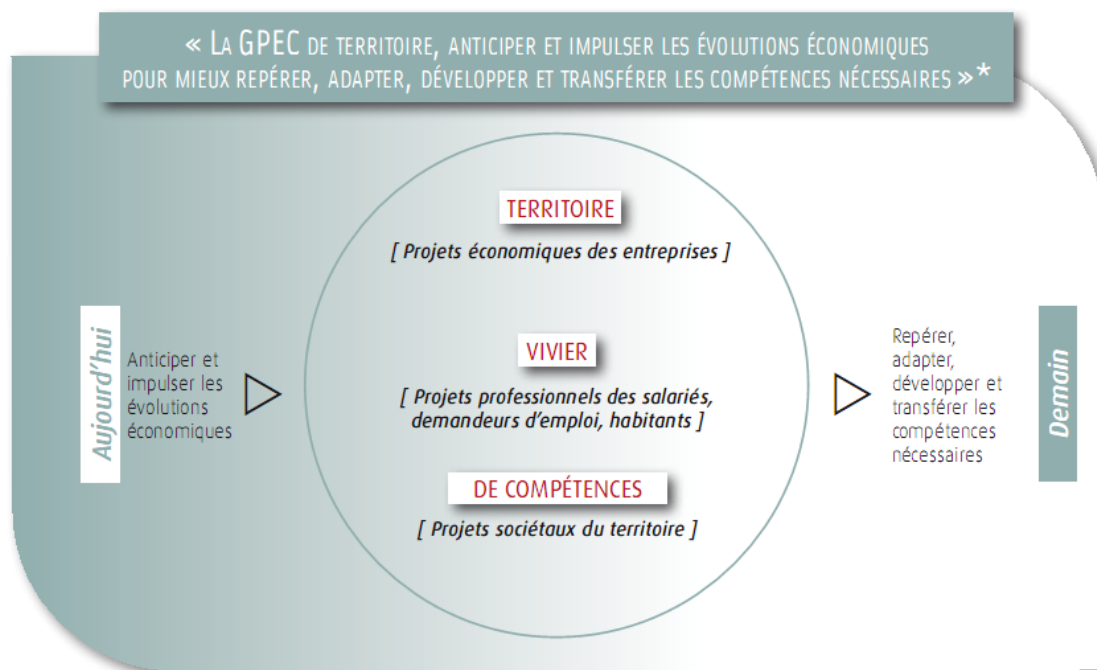 « LA GPEC DE TERRITOIRE, ANTICIPER ET IMPULSER LES ÉVOLUTIONS ÉCONOMIQUES
POUR MIEUX REPÉRER, ADAPTER, DÉVELOPPER ET TRANSFÉRER LES COMPÉTENCES NÉCESSAIRES »*
Aujourd'hui
Anticiper et
impulser les
évolutions
économiques
TERRITOIRE
[ Projets économiques des entreprises ]
VIVIER
[ Projets professionnels des salariés,
demandeurs d'emploi, habitants ]
DE COMPÉTENCES
[ Projets sociétaux du territoire ]
Repérer,
adapter,
développer et
transférer les
compétences
nécessaires
Demain